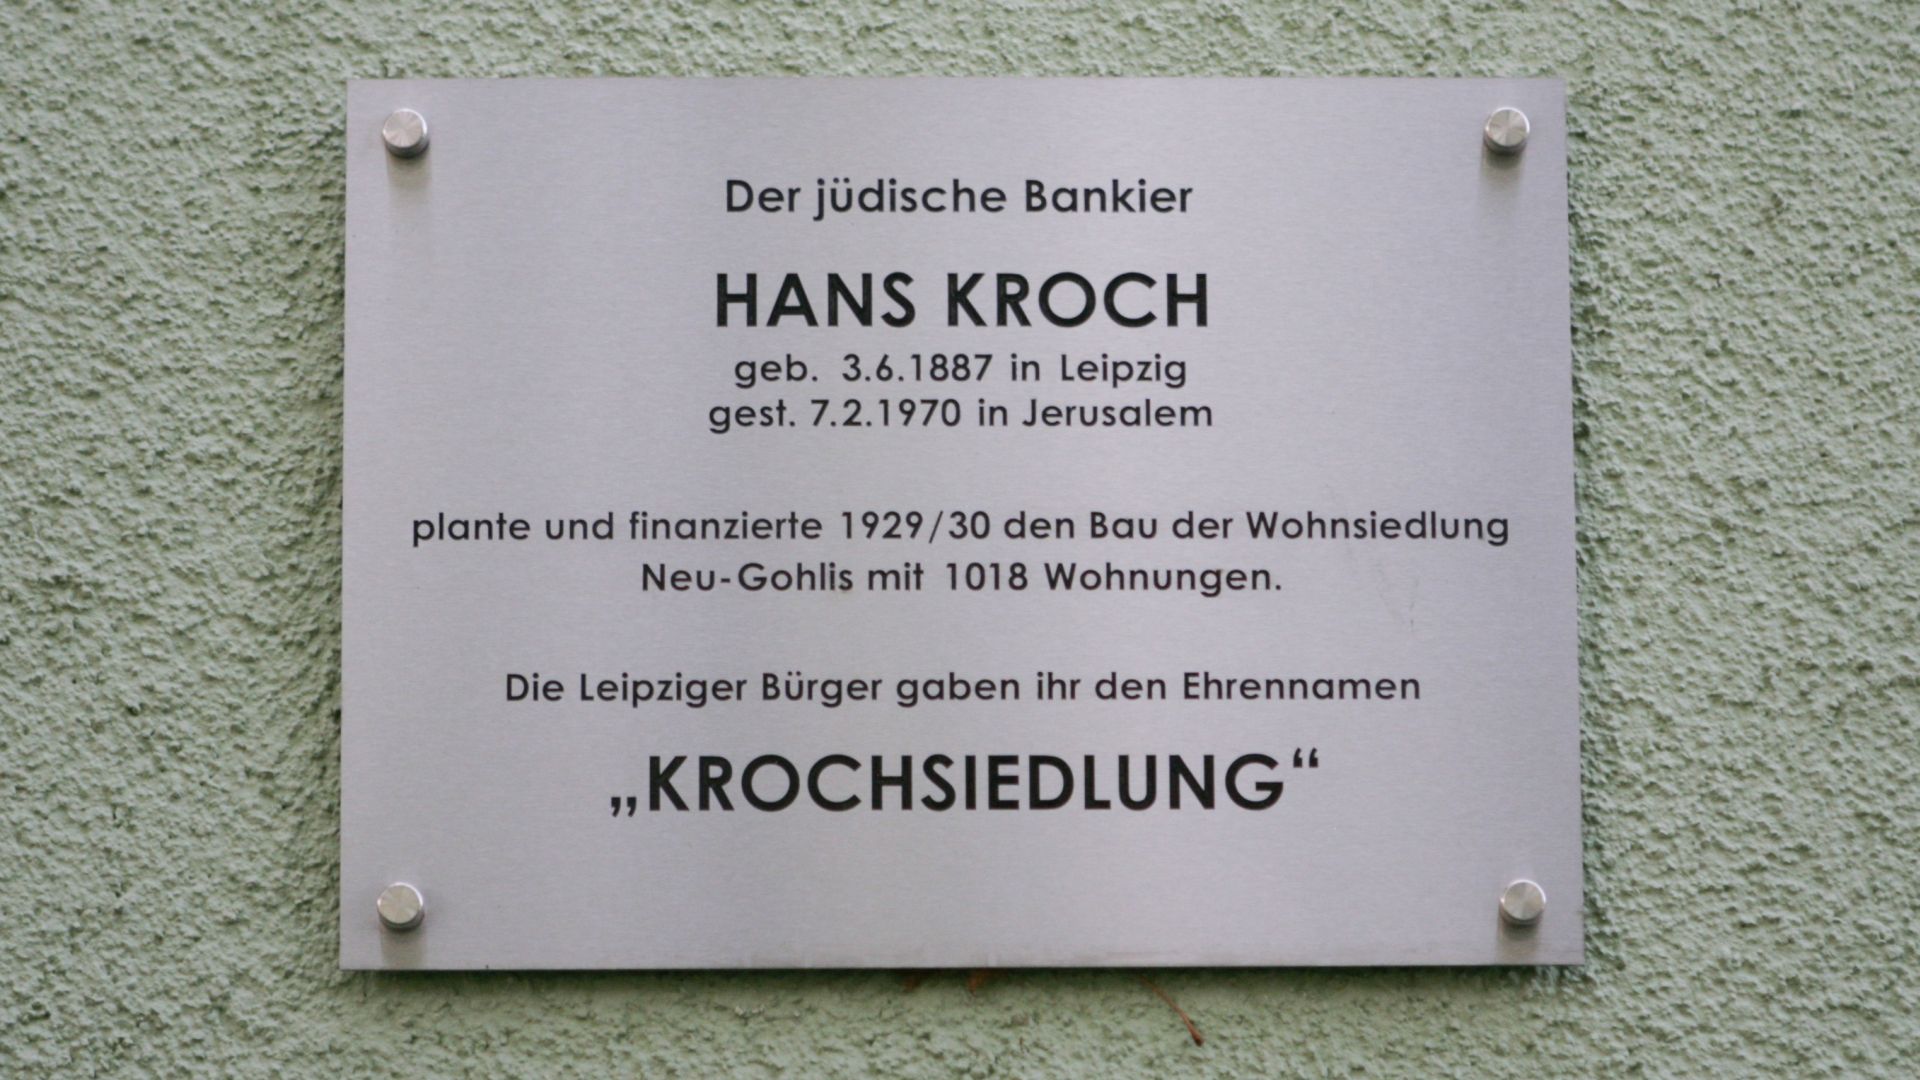 Der jüdische Bankier
HANS KROCH
geb. 3.6.1887 in Leipzig
gest. 7.2.1970 in Jerusalem
plante und finanzierte 1929/30 den Bau der Wohnsiedlung
Neu-Gohlis mit 1018 Wohnungen.
Die Leipziger Bürger gaben ihr den Ehrennamen
„KROCHSIEDLUNG“